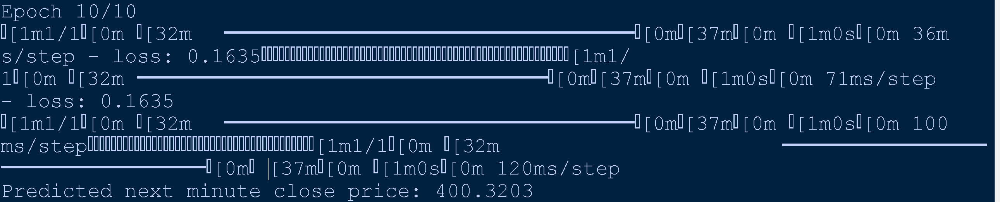 Epoch 10/10
▯[1m1/1▯[0m ▯[32m ━━━━━━━━━━━━━━━━━━━━▯[0m▯[37m▯[0m ▯[1m0s▯[0m 36m
s/step - loss: 0.1635▯▯▯▯▯▯▯▯▯▯▯▯▯▯▯▯▯▯▯▯▯▯▯▯▯▯▯▯▯▯▯▯▯▯▯▯▯▯▯▯▯▯▯▯▯▯▯▯▯▯▯▯▯[1m1/
1▯[0m ▯[32m ━━━━━━━━━━━━━━━━━━━━▯[0m▯[37m▯[0m ▯[1m0s▯[0m 71ms/step
- loss: 0.1635
▯[1m1/1▯[0m ▯[32m ━━━━━━━━━━━━━━━━━━━━▯[0m▯[37m▯[0m ▯[1m0s▯[0m 100
ms/step▯▯▯▯▯▯▯▯▯▯▯▯▯▯▯▯▯▯▯▯▯▯▯▯▯▯▯▯▯▯▯▯▯▯▯▯▯▯▯[1m1/1▯[0m ▯[32m ━━━━━━━━━━
━━━━━━━━━━▯[0m▯[37m▯[0m ▯[1m0s▯[0m 120ms/step
Predicted next minute close price: 400.3203